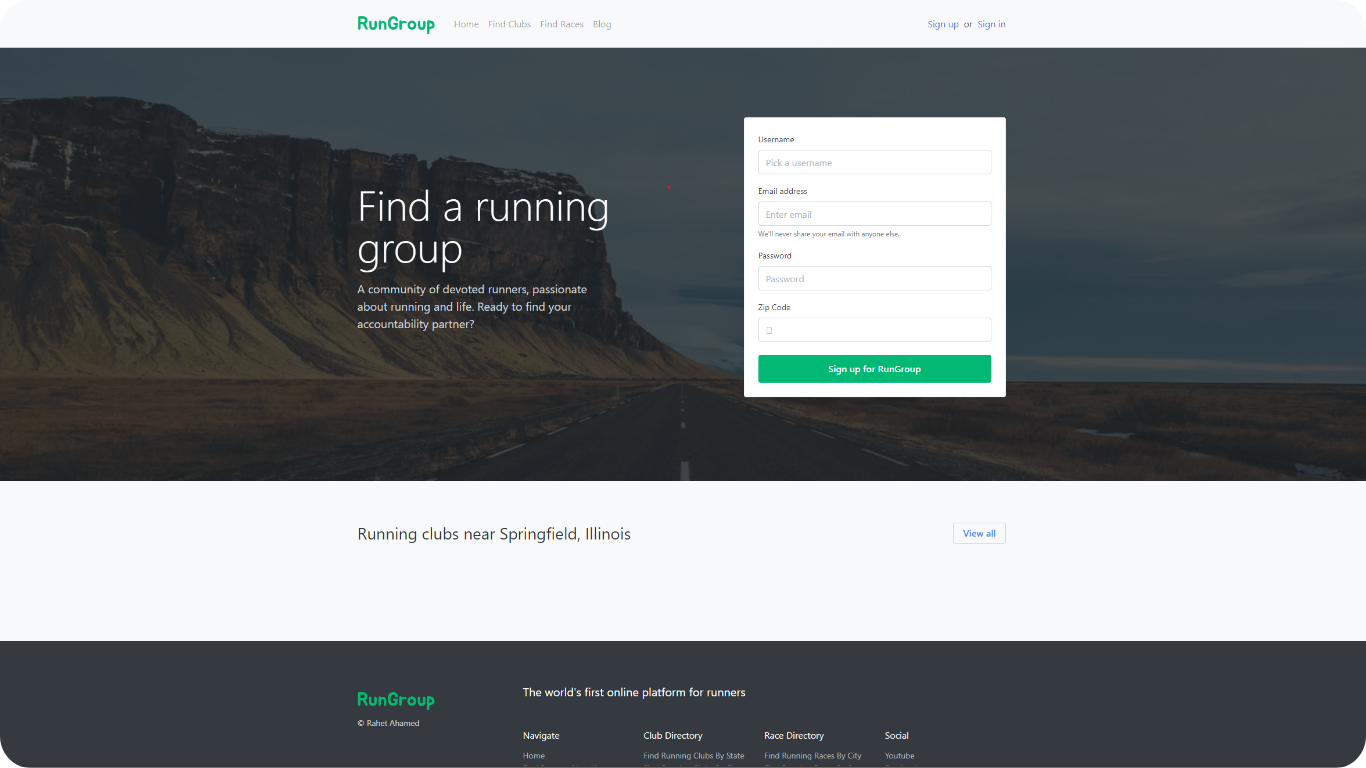 RunGroup
Home Find Clubs Find Races Blog
Sign up or Sign in
Find a running
group
A community of devoted runners, passionate
about running and life. Ready to find your
accountability partner?
Username
Pick a username
Email address
Enter email
We'll never share your email with anyone else.
Password
Password
Zip Code
Sign up for RunGroup
Running clubs near Springfield, Illinois
View all
RunGroup
© Rahet Ahamed
The world's first online platform for runners
Navigate
Home
Club Directory
Find Running Clubs By State
Race Directory
Find Running Races By City
Social
Youtube